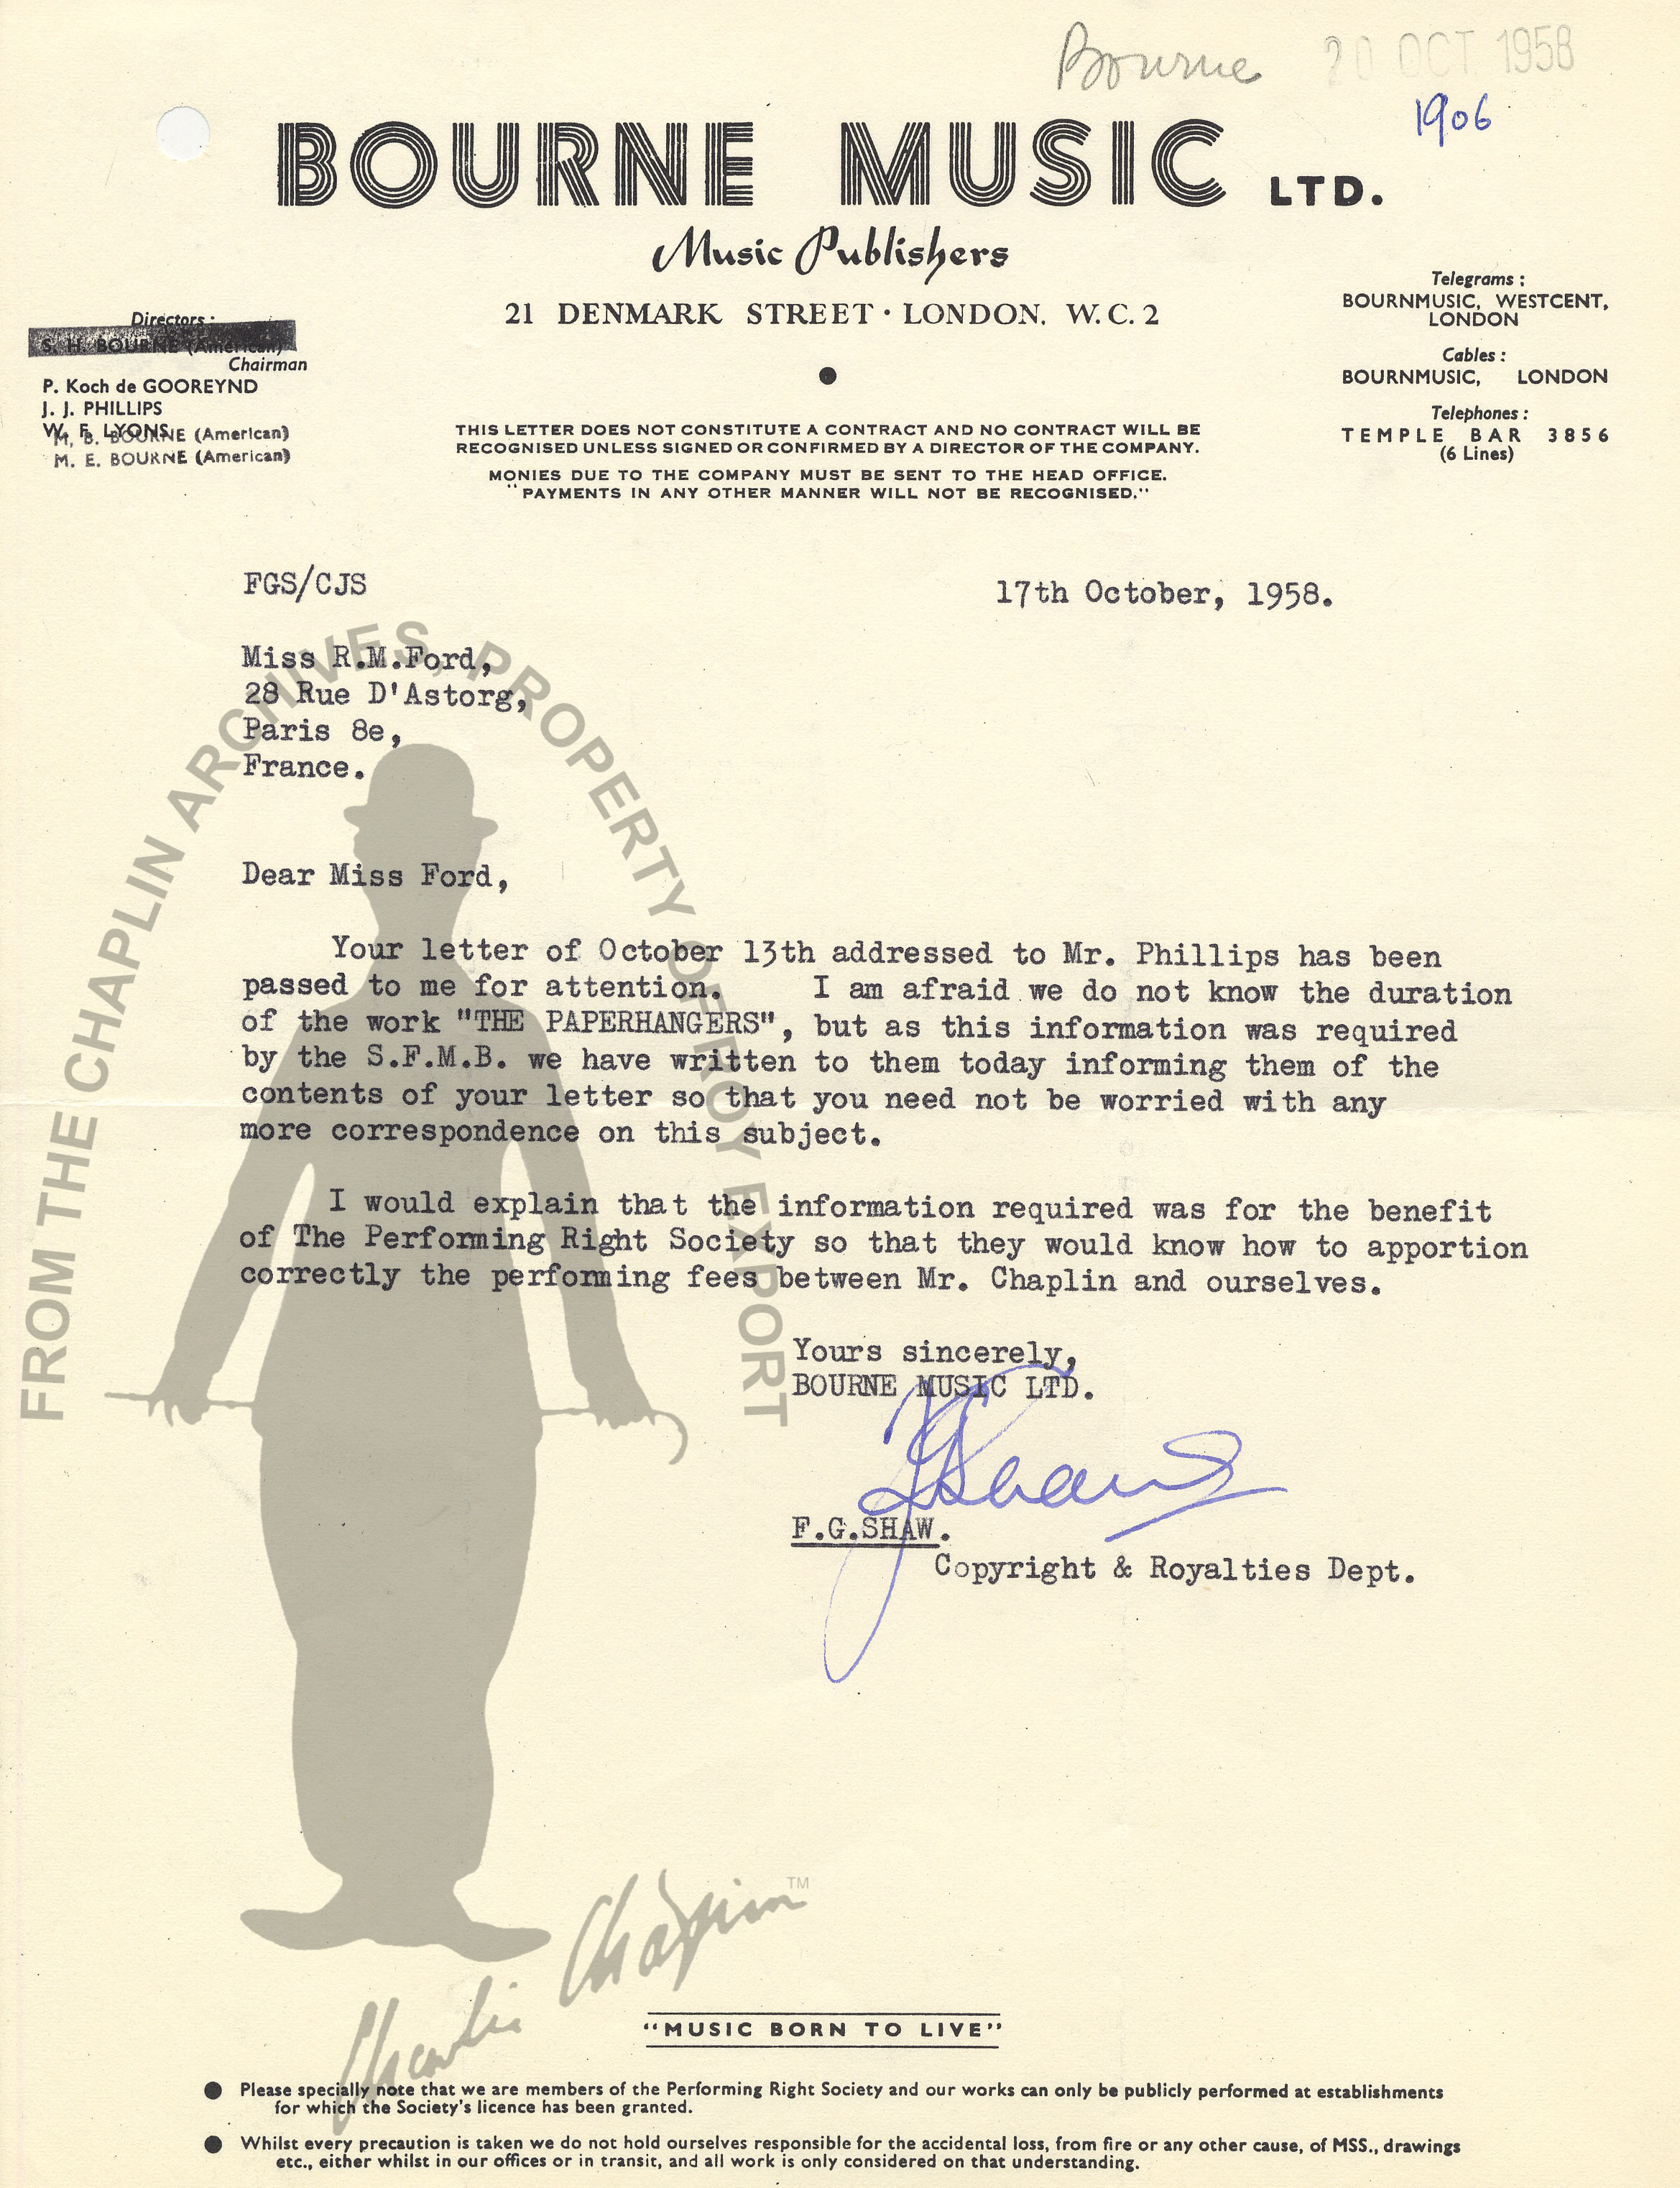 Bourne 20 OCT. 1958
1906
BOURNE MUSIC LTD.
Music Publishers
21 DENMARK STREET · LONDON. W.C.2
Directors :
S. H. BOURNE (American)
Chairman
P. Koch de GOOREYND
J. J. PHILLIPS
W. F. LYONS
M. B. BOURNE (American)
M. E. BOURNE (American)
Telegrams :
BOURNMUSIC, WESTCENT,
LONDON
Cables :
BOURNMUSIC, LONDON
Telephones :
TEMPLE BAR 3856
(6 Lines)
THIS LETTER DOES NOT CONSTITUTE A CONTRACT AND NO CONTRACT WILL BE
RECOGNISED UNLESS SIGNED OR CONFIRMED BY A DIRECTOR OF THE COMPANY.
MONIES DUE TO THE COMPANY MUST BE SENT TO THE HEAD OFFICE.
"PAYMENTS IN ANY OTHER MANNER WILL NOT BE RECOGNISED."
FGS/CJS
17th October, 1958.
Miss R.M.Ford,
28 Rue D'Astorg,
Paris 8e,
France.
Dear Miss Ford,
Your letter of October 13th addressed to Mr. Phillips has been
passed to me for attention. I am afraid we do not know the duration
of the work "THE PAPERHANGERS", but as this information was required
by the S.F.M.B. we have written to them today informing them of the
contents of your letter so that you need not be worried with any
more correspondence on this subject.
I would explain that the information required was for the benefit
of The Performing Right Society so that they would know how to apportion
correctly the performing fees between Mr. Chaplin and ourselves.
Yours sincerely,
BOURNE MUSIC LTD.
FGShaw
F.G.SHAW.
Copyright & Royalties Dept.
FROM THE CHAPLIN ARCHIVES, PROPERTY OF ROY EXPORT
Charlie Chaplin™
"MUSIC BORN TO LIVE"
● Please specially note that we are members of the Performing Right Society and our works can only be publicly performed at establishments
for which the Society's licence has been granted.
● Whilst every precaution is taken we do not hold ourselves responsible for the accidental loss, from fire or any other cause, of MSS., drawings
etc., either whilst in our offices or in transit, and all work is only considered on that understanding.